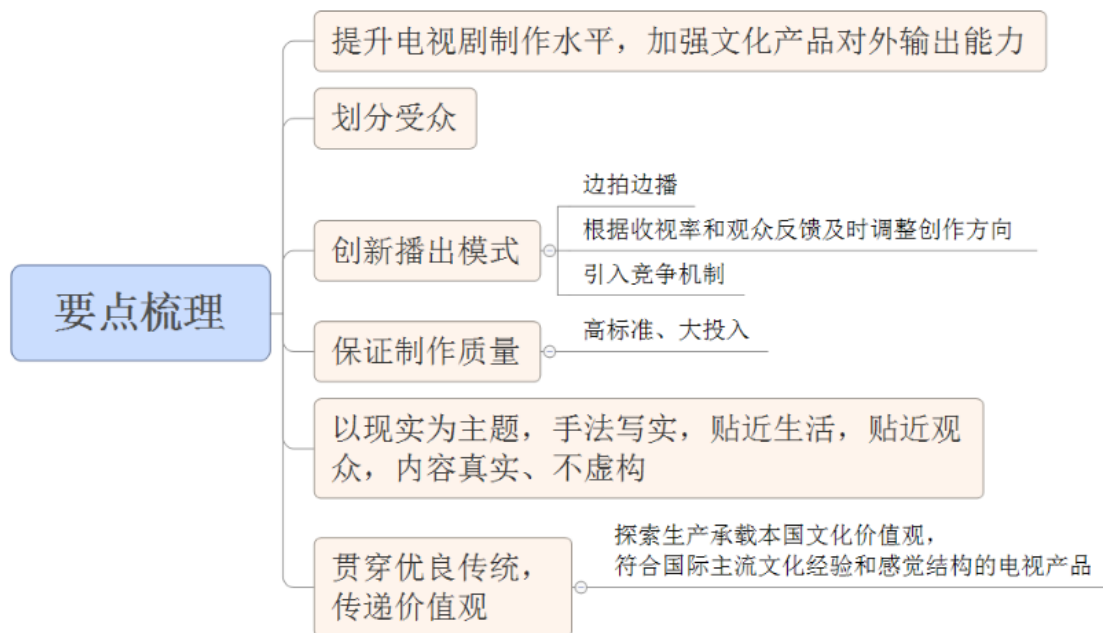 提升电视剧制作水平，加强文化产品对外输出能力
划分受众
边拍边播
根据收视率和观众反馈及时调整创作方向
创新播出模式
引入竞争机制
要点梳理
高标准、大投入
保证制作质量
以现实为主题，手法写实，贴近生活，贴近观
众，内容真实、不虚构
探索生产承载本国文化价值观，
符合国际主流文化经验和感觉结构的电视产品
贯穿优良传统，
传递价值观